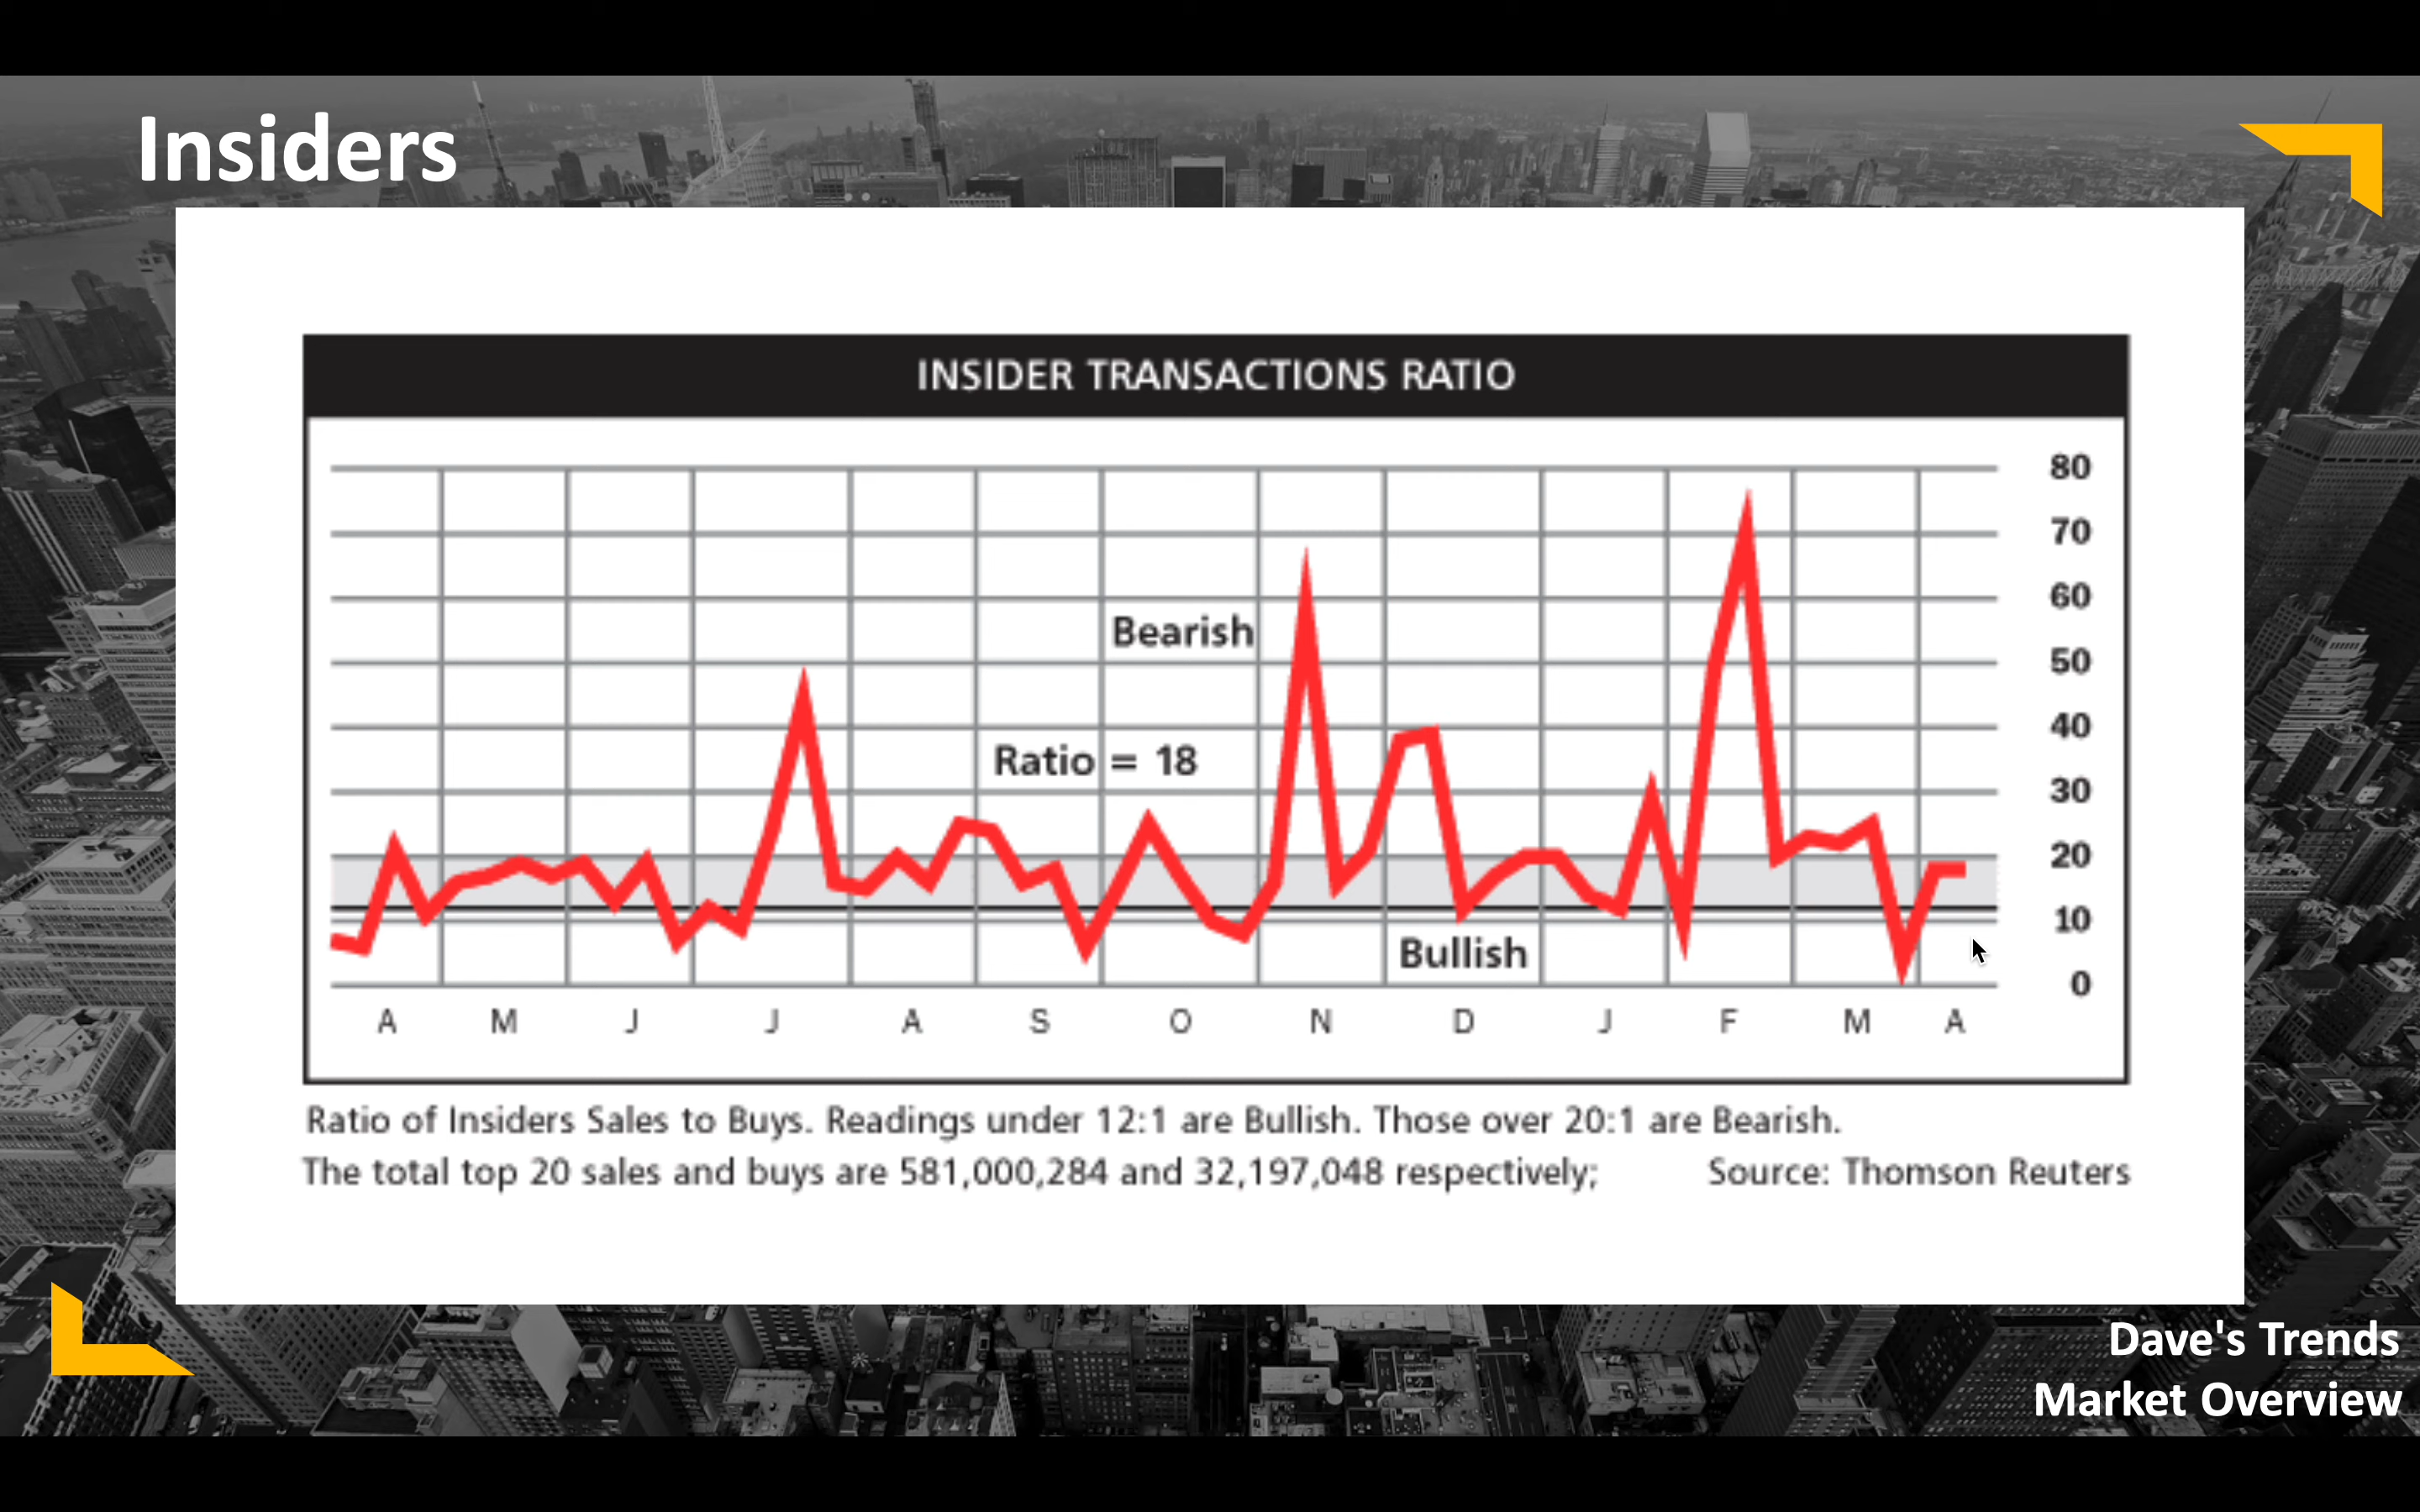 Insiders
INSIDER TRANSACTIONS RATIO
80
70
60
Bearish
50
40
Ratio = 18
30
20
10
Bullish
0
A M J J A S O N D J F M A
Ratio of Insiders Sales to Buys. Readings under 12:1 are Bullish. Those over 20:1 are Bearish.
The total top 20 sales and buys are 581,000,284 and 32,197,048 respectively; Source: Thomson Reuters
Dave's Trends
Market Overview